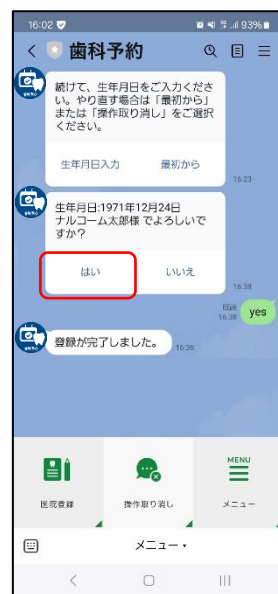 16:02
93%
歯科予約
続けて、生年月日をご入力くださ
い。やり直す場合は「最初から」
または「操作取り消し」をご選択
ください。
生年月日入力 最初から
16:23
生年月日:1971年12月24日
ナルコーム太郎様 でよろしいで
すか？
はい いいえ
16:38
既読
16:38
yes
登録が完了しました。
16:38
医院登録
操作取り消し
MENU
メニュー
メニュー